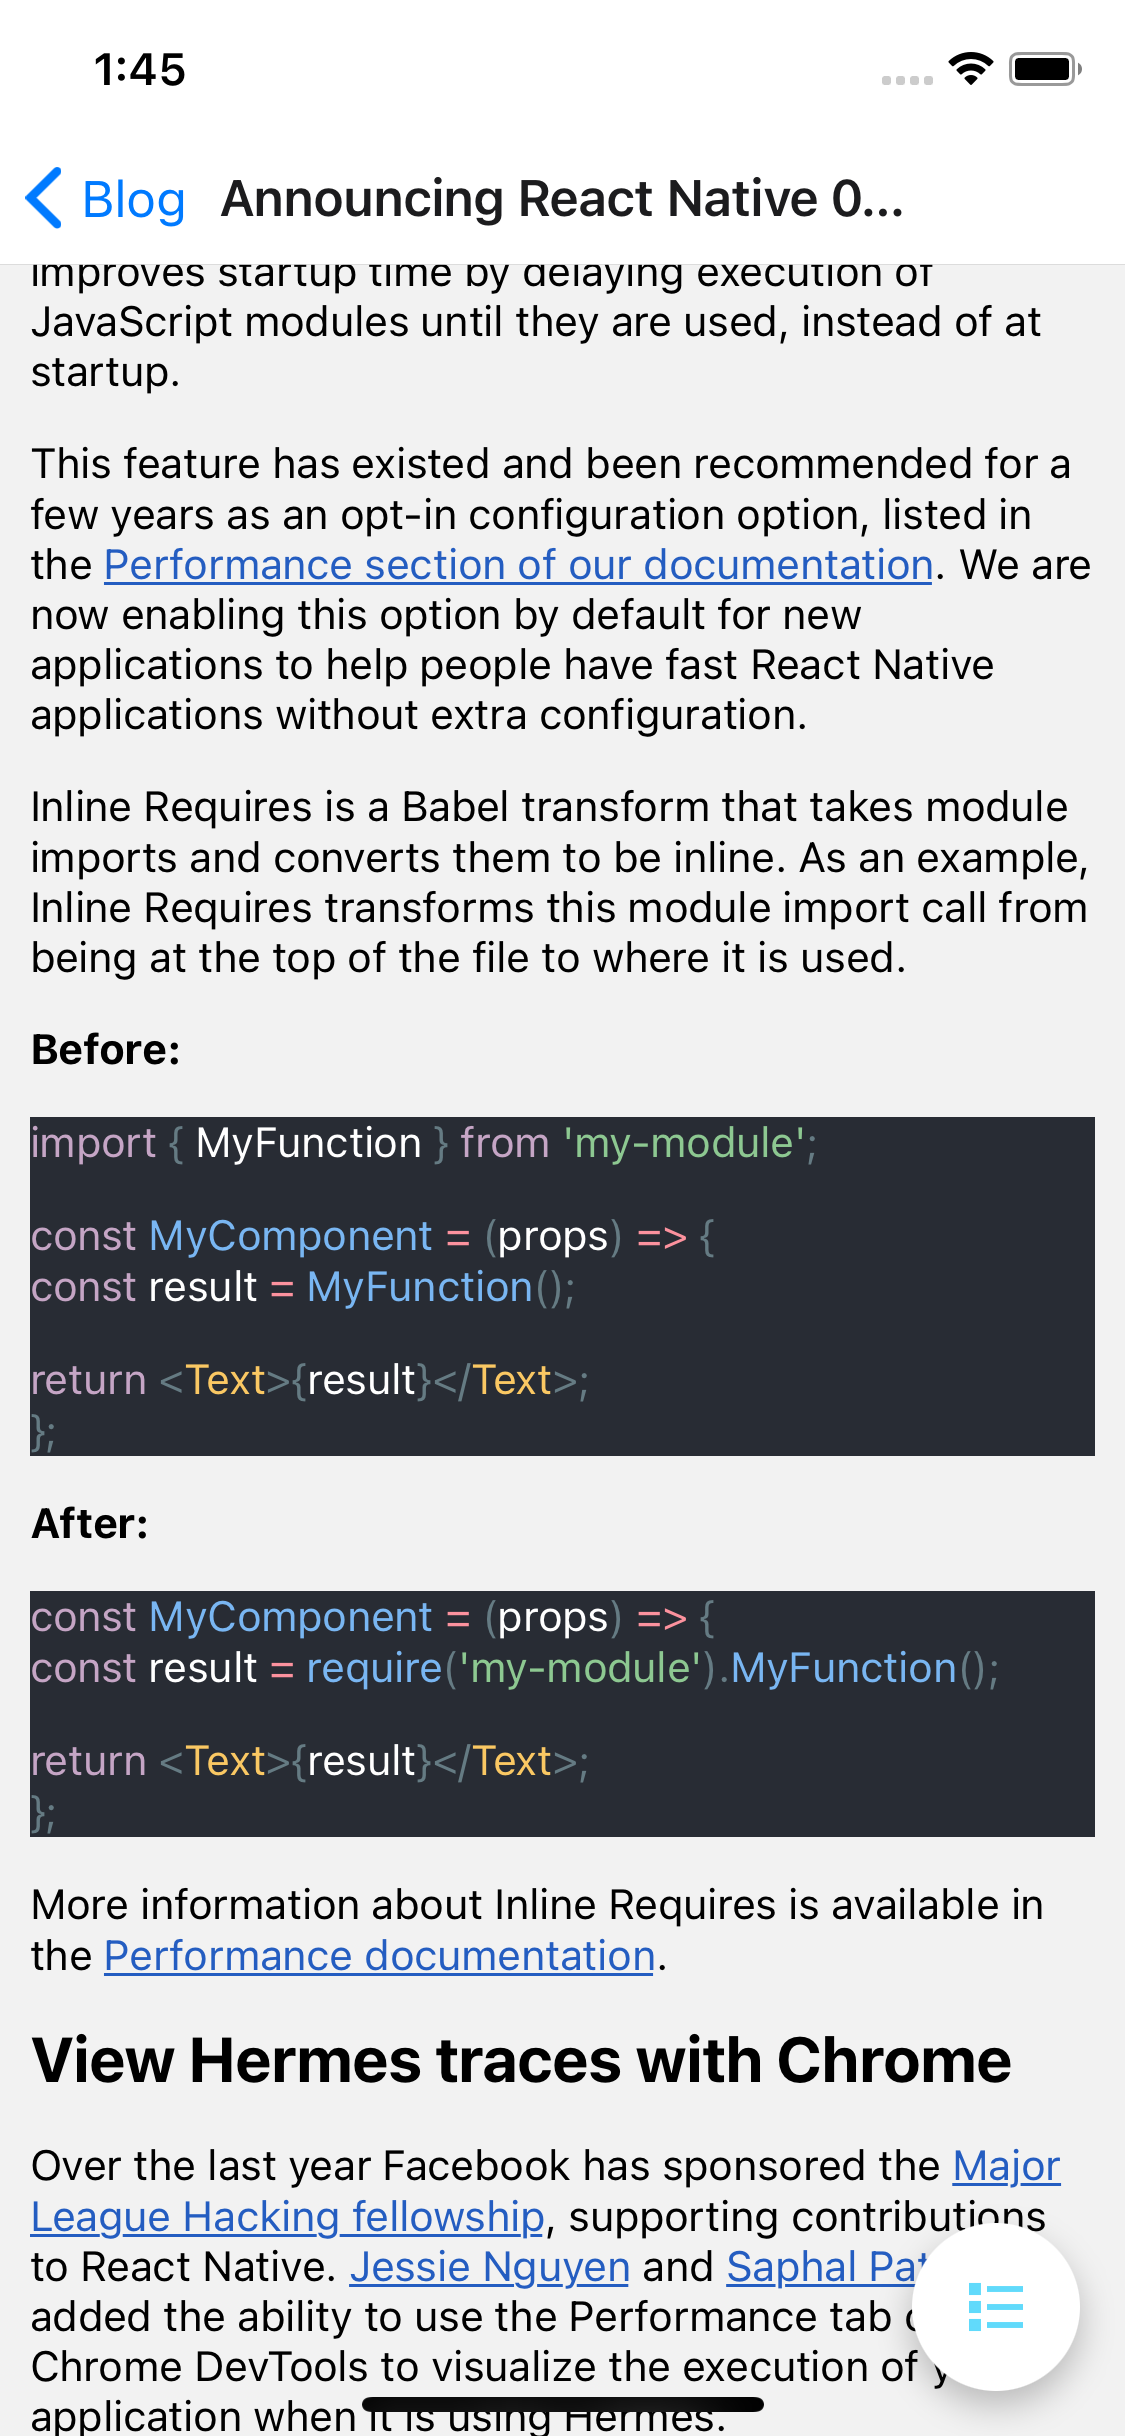 1:45
Blog
Announcing React Native 0...
improves startup time by delaying execution of
JavaScript modules until they are used, instead of at
startup.
This feature has existed and been recommended for a
few years as an opt-in configuration option, listed in
the Performance section of our documentation. We are
now enabling this option by default for new
applications to help people have fast React Native
applications without extra configuration.
Inline Requires is a Babel transform that takes module
imports and converts them to be inline. As an example,
Inline Requires transforms this module import call from
being at the top of the file to where it is used.
Before:
import { MyFunction } from 'my-module';
const MyComponent = (props) => {
const result = MyFunction();
return <Text>{result}</Text>;
};
After:
const MyComponent = (props) => {
const result = require('my-module').MyFunction();
return <Text>{result}</Text>;
};
More information about Inline Requires is available in
the Performance documentation.
View Hermes traces with Chrome
Over the last year Facebook has sponsored the Major
League Hacking fellowship, supporting contributions
to React Native. Jessie Nguyen and Saphal
added the ability to use the Performance tab
Chrome DevTools to visualize the execution of
application when it is using Hermes.